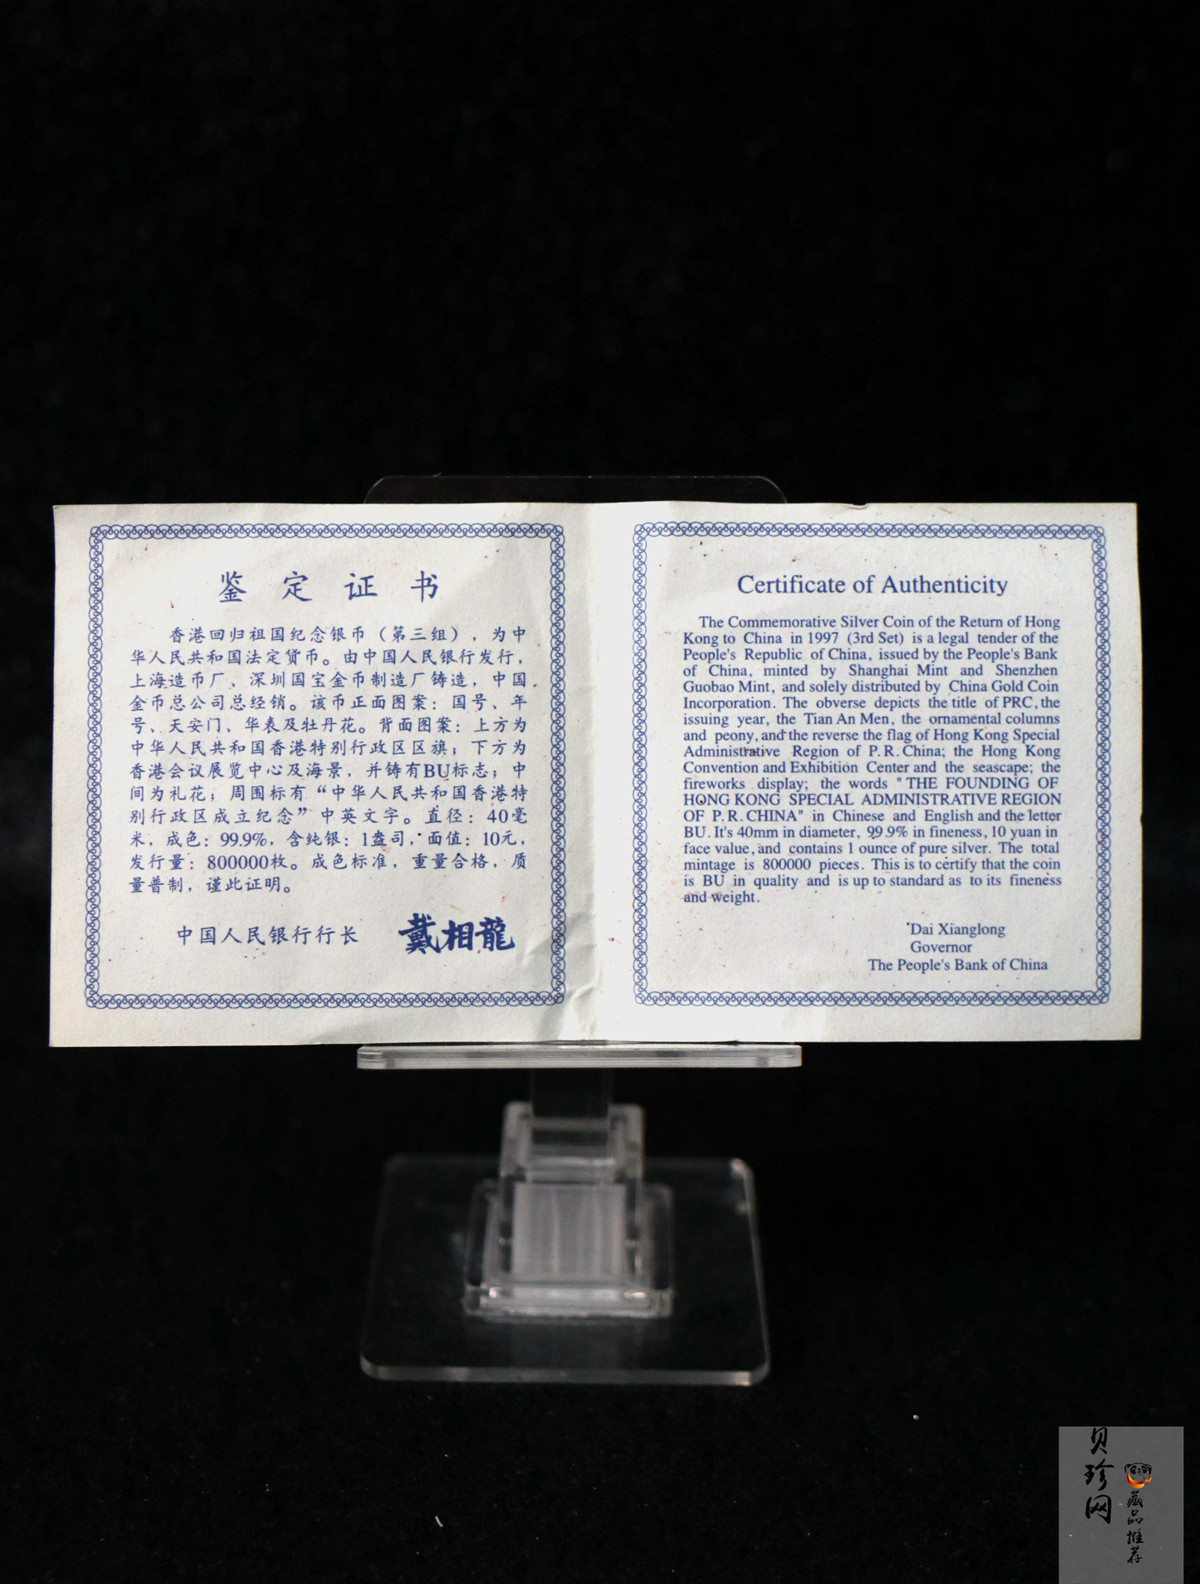 鉴定证书
香港回归祖国纪念银币（第三组），为中
华人民共和国法定货币。由中国人民银行发行，
上海造币厂、深圳国宝金币制造厂铸造，中国
金币总公司总经销。该币正面图案：国号、年
号、天安门、华表及牡丹花。背面图案：上方为
中华人民共和国香港特别行政区区旗；下方为
香港会议展览中心及海景，并铸有BU标志；中
间为礼花；周围标有“中华人民共和国香港特
别行政区成立纪念”中英文字。直径：40毫
米，成色：99.9%，含纯银：1盎司，面值：10元，
发行量：800000枚。成色标准，重量合格，质
量普制，谨此证明。
中国人民银行行长 戴相龍
Certificate of Authenticity
The Commemorative Silver Coin of the Return of Hong
Kong to China in 1997 (3rd Set) is a legal tender of the
People's Republic of China, issued by the People's Bank
of China, minted by Shanghai Mint and Shenzhen
Guobao Mint, and solely distributed by China Gold Coin
Incorporation. The obverse depicts the title of PRC, the
issuing year, the Tian An Men, the ornamental columns
and peony, and the reverse the flag of Hong Kong Special
Administrative Region of P. R. China; the Hong Kong
Convention and Exhibition Center and the seascape; the
fireworks display; the words "THE FOUNDING OF
HONG KONG SPECIAL ADMINISTRATIVE REGION
OF P. R. CHINA" in Chinese and English and the letter
BU. It's 40mm in diameter, 99.9% in fineness, 10 yuan in
face value, and contains 1 ounce of pure silver. The total
mintage is 800000 pieces. This is to certify that the coin
is BU in quality and is up to standard as to its fineness
and weight.
Dai Xianglong
Governor
The People's Bank of China
贝珍网
藏品推荐